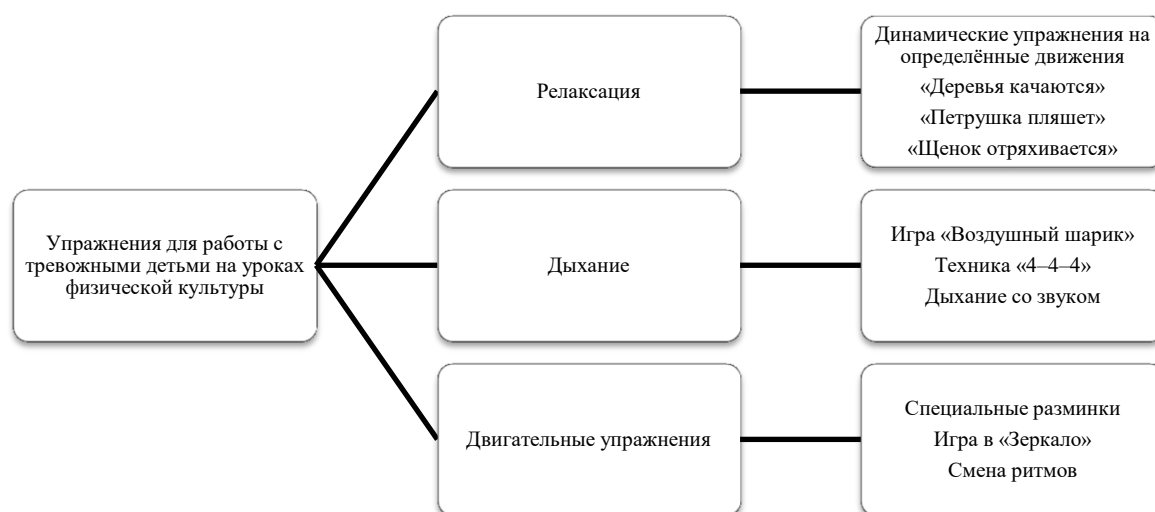 Упражнения для работы с
тревожными детьми на уроках
физической культуры
Релаксация
Динамические упражнения на
определённые движения
«Деревья качаются»
«Петрушка пляшет»
«Щенок отряхивается»
Дыхание
Игра «Воздушный шарик»
Техника «4–4–4»
Дыхание со звуком
Двигательные упражнения
Специальные разминки
Игра в «Зеркало»
Смена ритмов